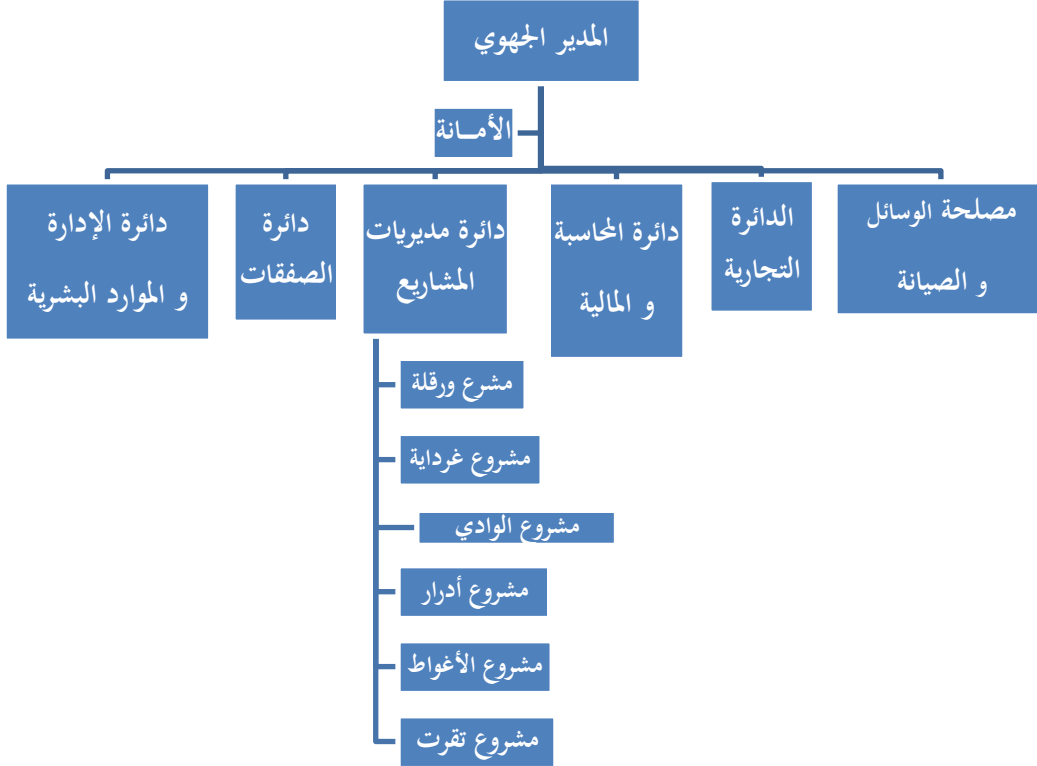 المدير الجهوي
الأمــانة
مصلحة الوسائل
و الصيانة
الدائرة
التجارية
دائرة المحاسبة
و المالية
دائرة مديريات
المشاريع
دائرة
الصفقات
دائرة الإدارة
و الموارد البشرية
مشرع ورقلة
مشروع غرداية
مشروع الوادي
مشروع أدرار
مشروع الأغواط
مشروع تقرت